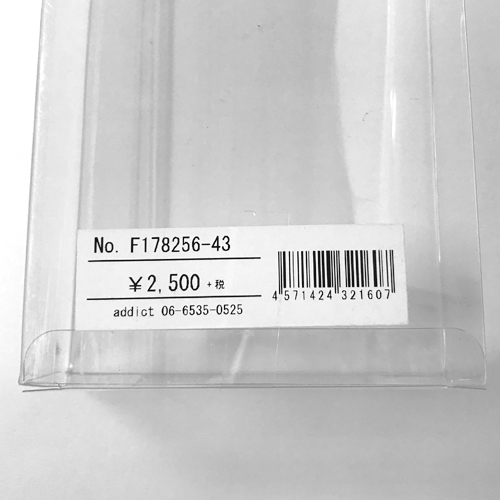 No. F178256-43
￥2,500 +税
addict 06-6535-0525
4 571424 321607